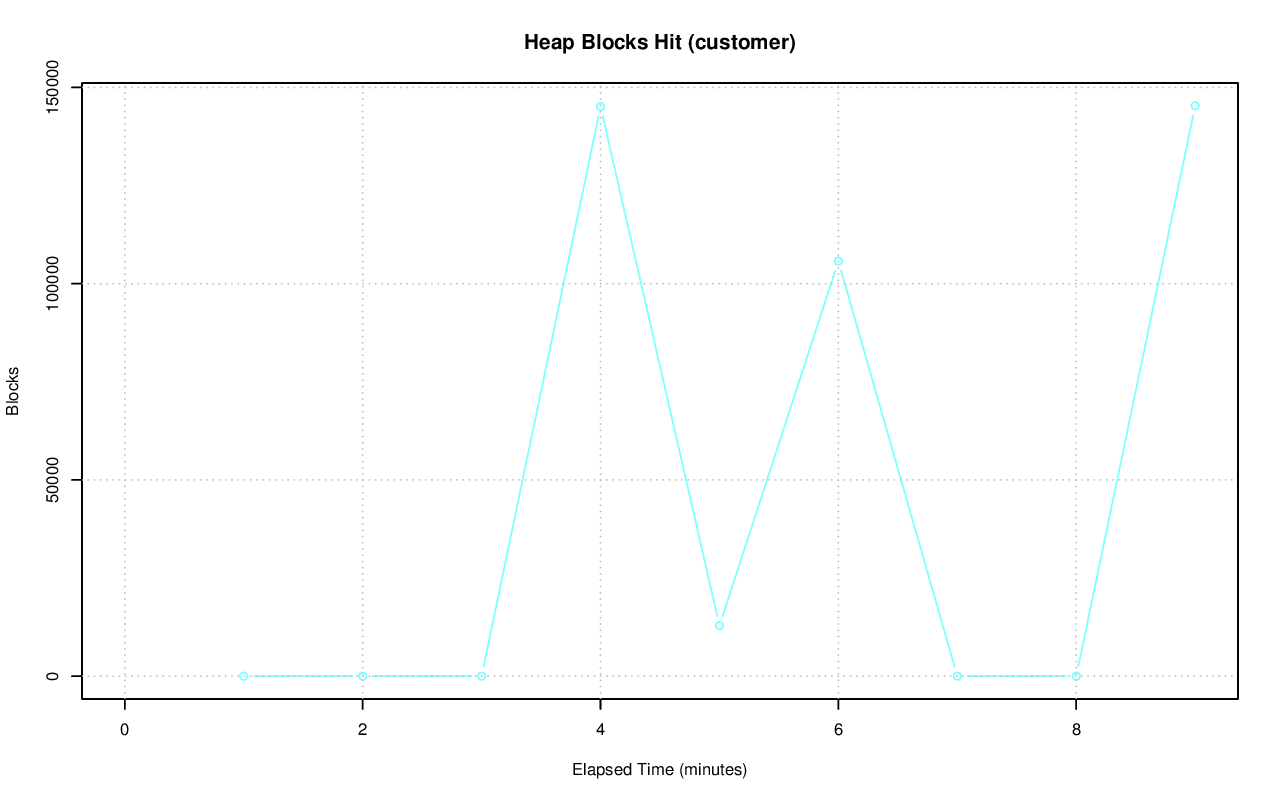 Heap Blocks Hit (customer)
150000
100000
50000
0
Blocks
0 2 4 6 8
Elapsed Time (minutes)